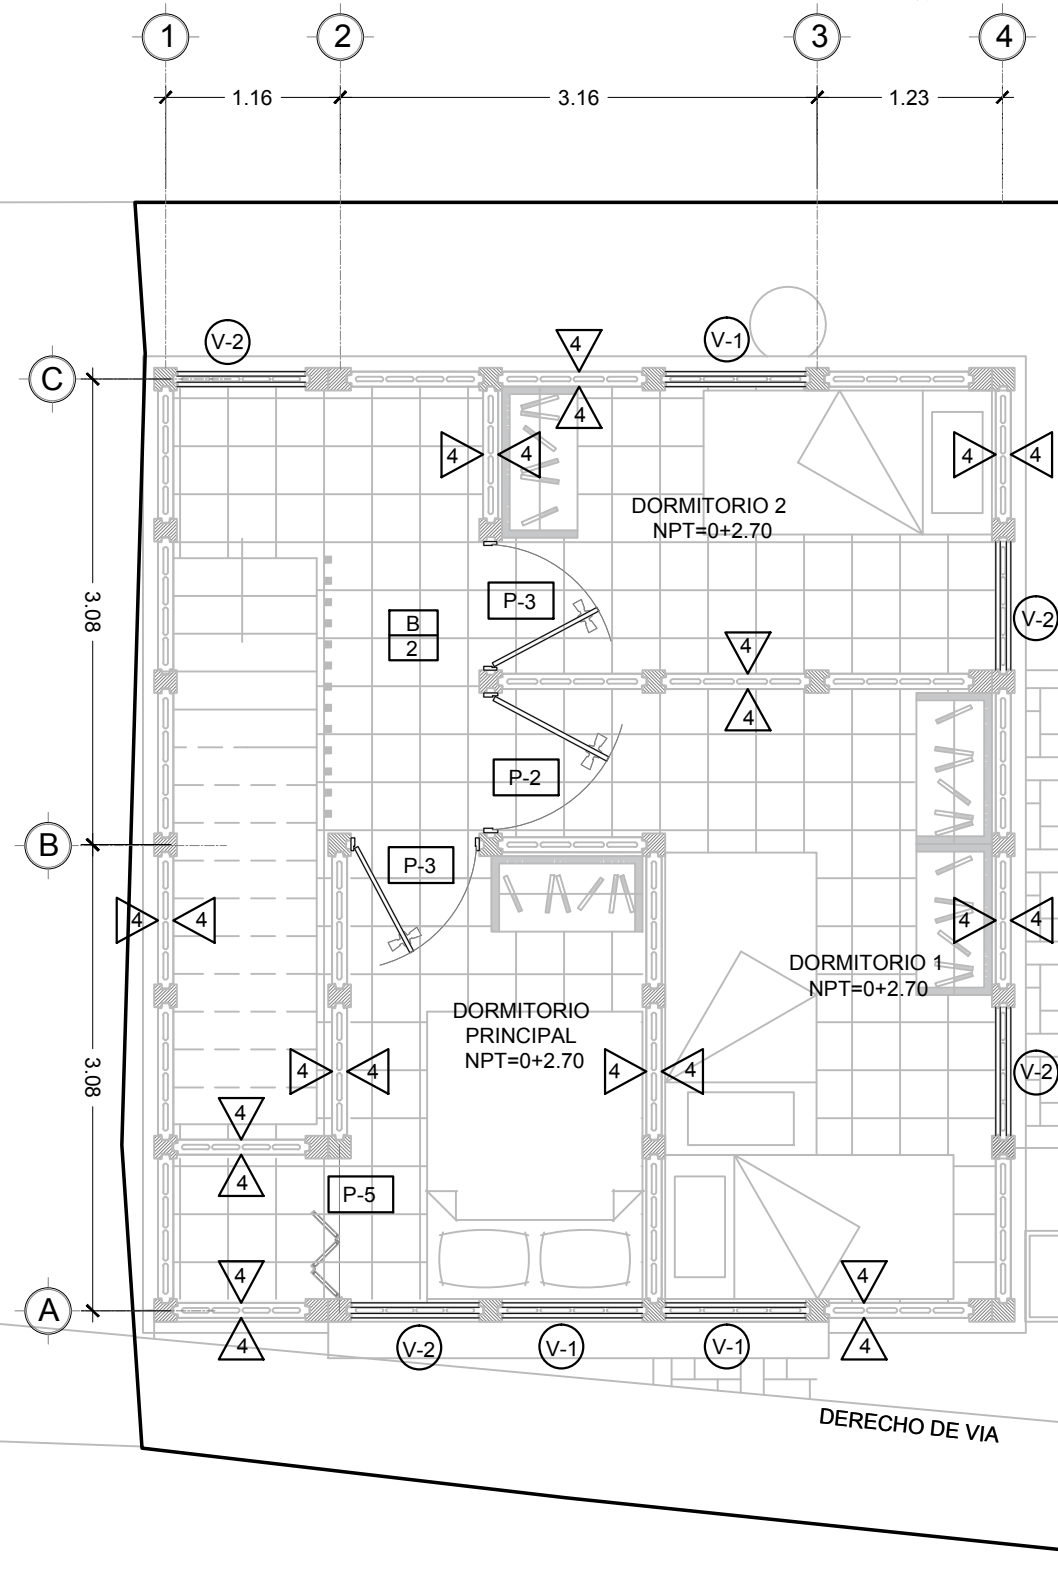 1
2
3
4
1.16
3.16
1.23
V-2
4
V-1
C
4
4
4
4
4
DORMITORIO 2
NPT=0+2.70
3.08
P-3
B
2
V-2
4
4
P-2
B
P-3
4
4
4
4
DORMITORIO 1
NPT=0+2.70
DORMITORIO
PRINCIPAL
NPT=0+2.70
3.08
4
4
4
4
V-2
4
4
P-5
4
4
A
4
4
V-2
V-1
V-1
DERECHO DE VIA